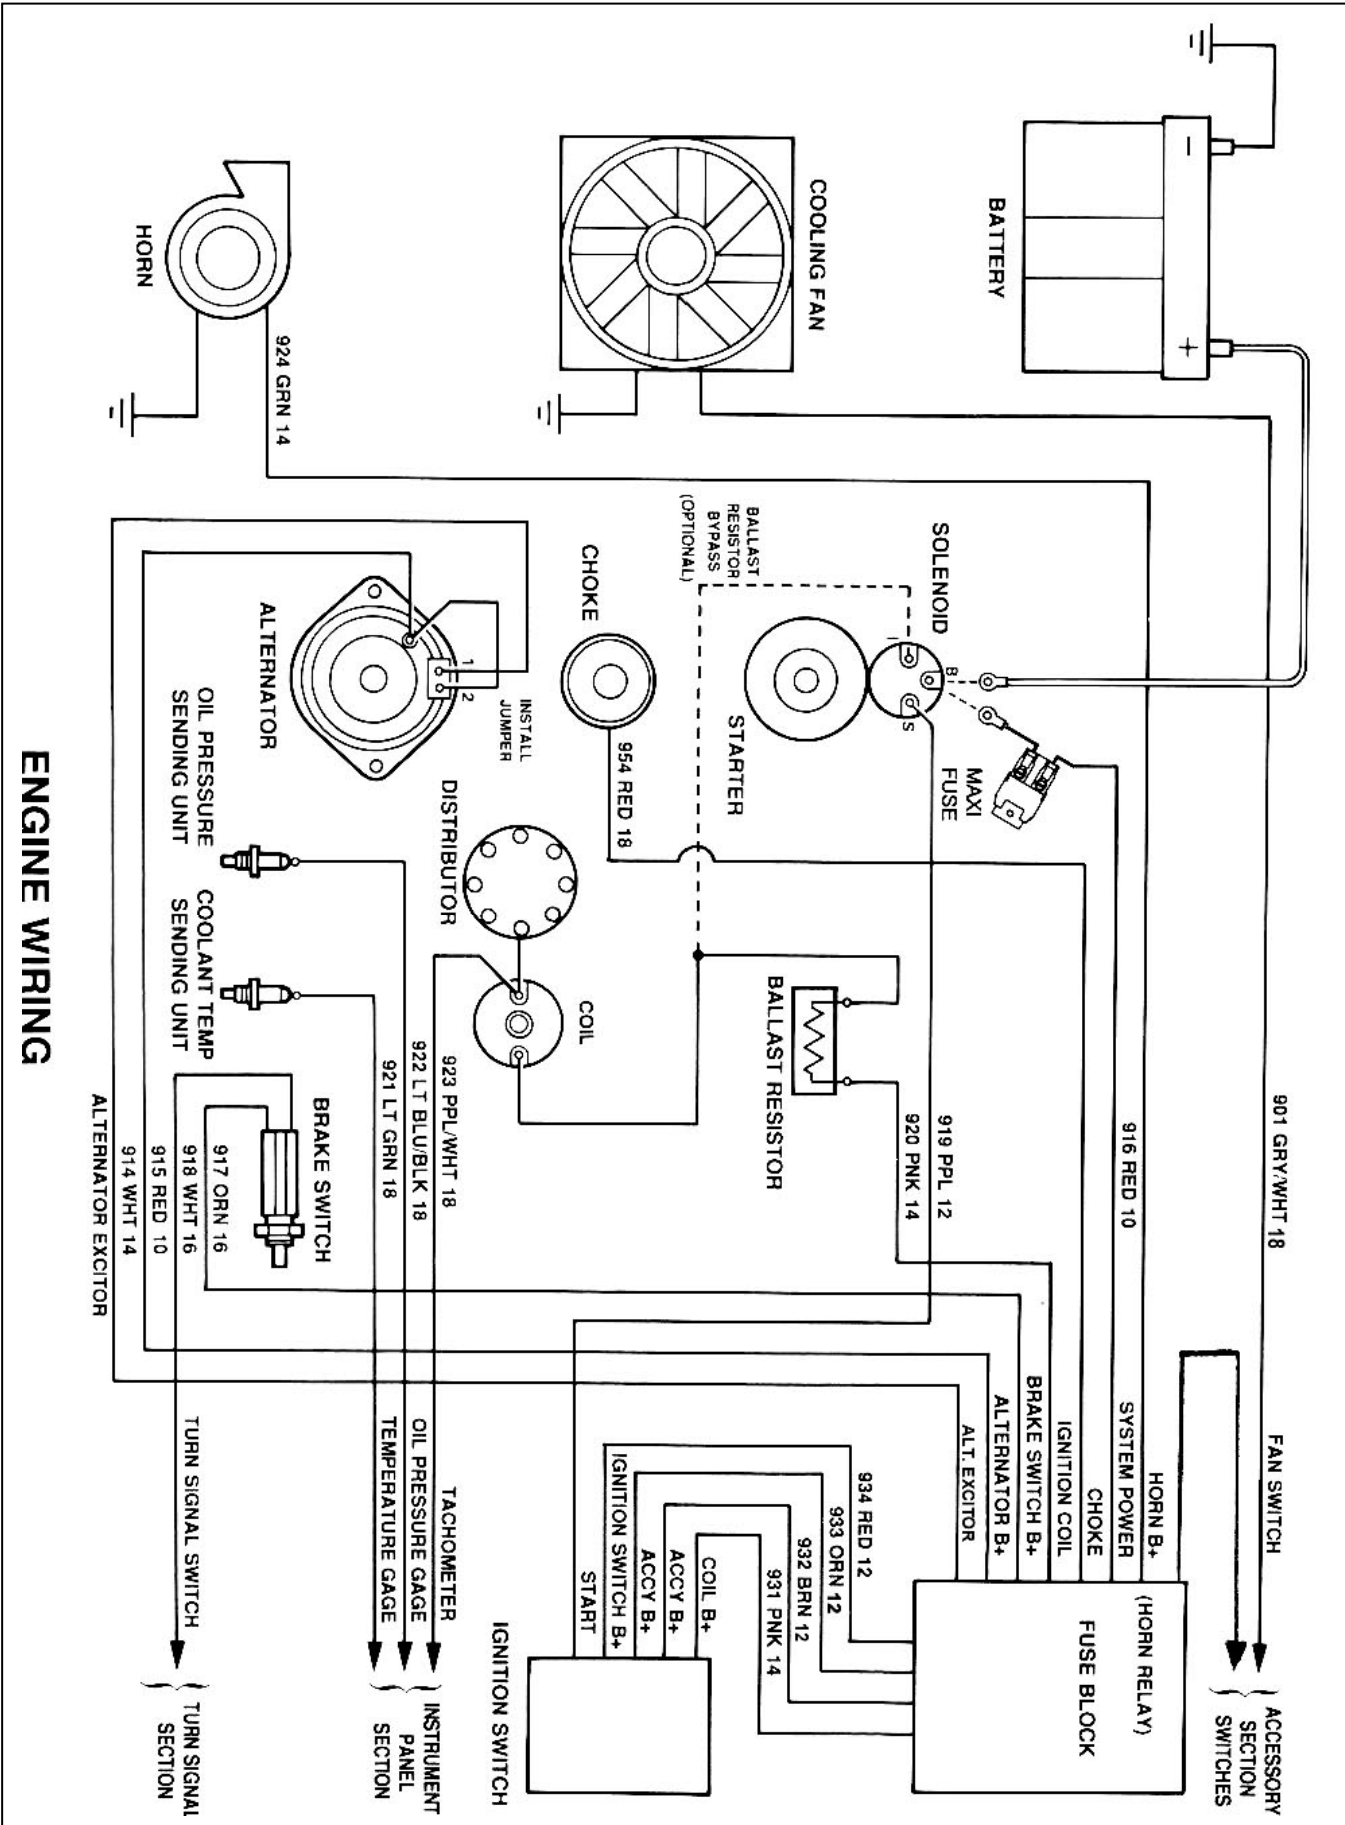 ENGINE WIRING
BATTERY
-
+
COOLING FAN
HORN
924 GRN 14
901 GRY/WHT 18
FAN SWITCH
ACCESSORY
SECTION
SWITCHES
SOLENOID
I
B
S
STARTER
MAXI
FUSE
BALLAST
RESISTOR
BYPASS
(OPTIONAL)
CHOKE
954 RED 18
ALTERNATOR
1
2
INSTALL
JUMPER
DISTRIBUTOR
COIL
BALLAST RESISTOR
916 RED 10
919 PPL 12
920 PNK 14
OIL PRESSURE
SENDING UNIT
COOLANT TEMP
SENDING UNIT
923 PPL/WHT 18
922 LT BLU/BLK 18
921 LT GRN 18
BRAKE SWITCH
917 ORN 16
918 WHT 16
915 RED 10
914 WHT 14
ALTERNATOR EXCITOR
HORN B+
SYSTEM POWER
CHOKE
IGNITION COIL
BRAKE SWITCH B+
ALTERNATOR B+
ALT. EXCITOR
(HORN RELAY)
FUSE BLOCK
934 RED 12
933 ORN 12
932 BRN 12
931 PNK 14
COIL B+
ACCY B+
ACCY B+
IGNITION SWITCH B+
START
IGNITION SWITCH
TACHOMETER
OIL PRESSURE GAGE
TEMPERATURE GAGE
INSTRUMENT
PANEL
SECTION
TURN SIGNAL SWITCH
TURN SIGNAL
SECTION